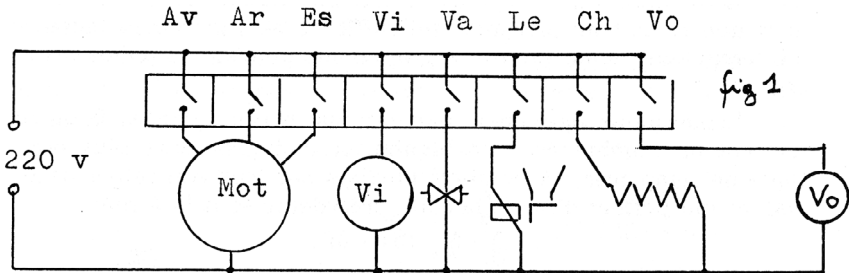 Av Ar Es Vi Va Le Ch Vo
fig 1
220 v
Mot
Vi
Vo